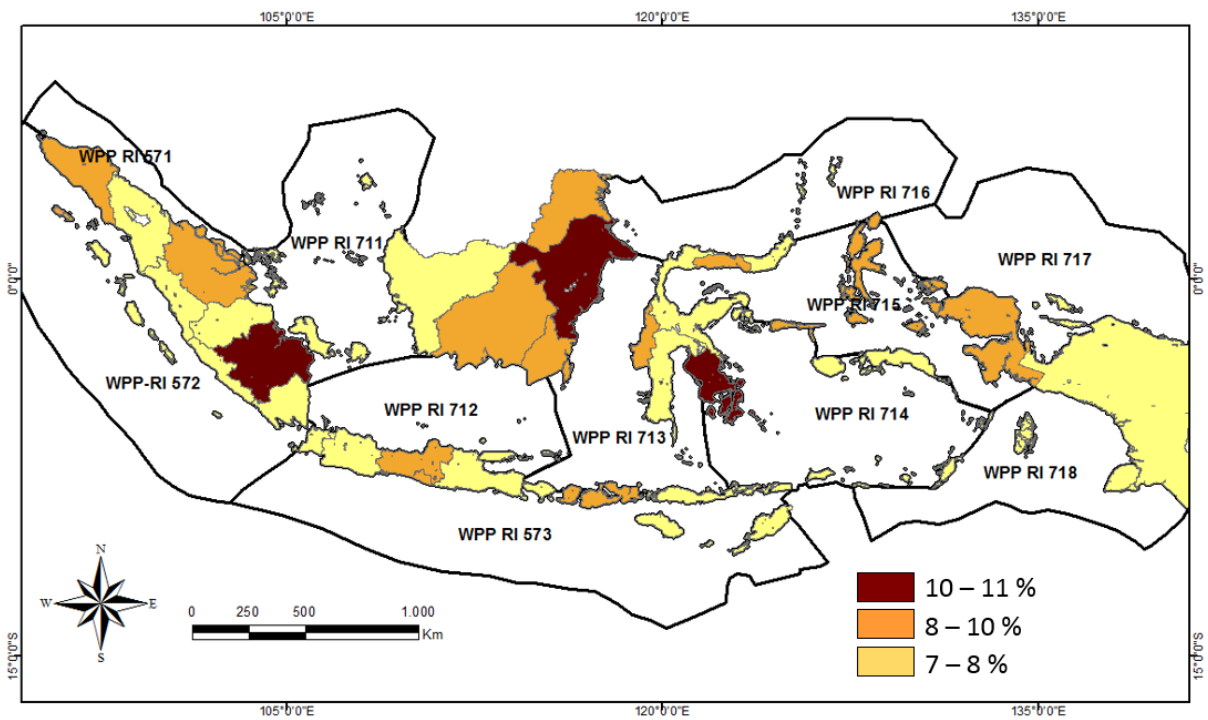 105°0'0"E
120°0'0"E
135°0'0"E
WPP RI 571
WPP RI 716
WPP RI 711
WPP RI 717
0°0'0"
0°0'0"
WPP RI 715
WPP-RI 572
WPP RI 712
WPP RI 714
WPP RI 713
WPP RI 718
WPP RI 573
N
W
E
S
0
250
500
1.000
Km
10 – 11 %
8 – 10 %
7 – 8 %
15°0'0"S
15°0'0"S
105°0'0"E
120°0'0"E
135°0'0"E